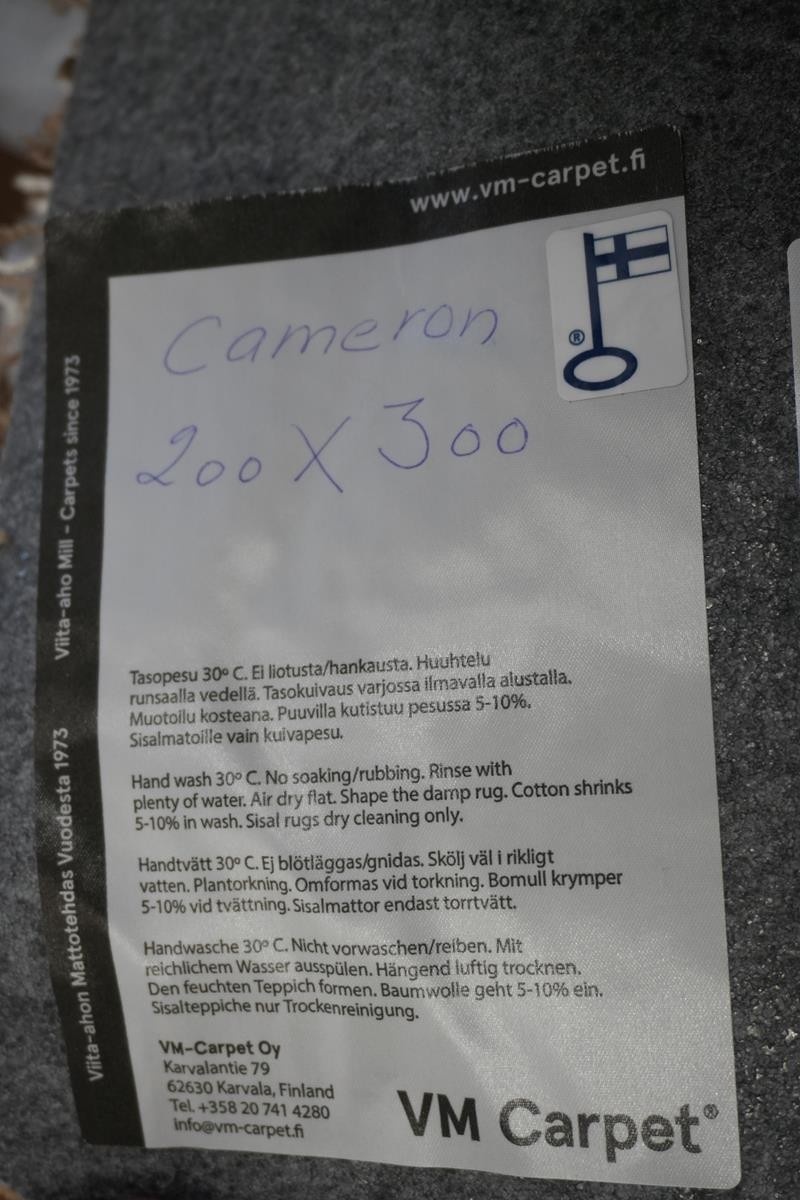 www.vm-carpet.fi
Cameron
200 X 300
®
Viita-aho Mill - Carpets since 1973
Viita-ahon Mattotehdas Vuodesta 1973
Tasopesu 30º C. Ei liotusta/hankausta. Huuhtelu
runsaalla vedellä. Tasokuivaus varjossa ilmavalla alustalla.
Muotoilu kosteana. Puuvilla kutistuu pesussa 5-10%.
Sisalmatoille vain kuivapesu.
Hand wash 30º C. No soaking/rubbing. Rinse with
plenty of water. Air dry flat. Shape the damp rug. Cotton shrinks
5-10% in wash. Sisal rugs dry cleaning only.
Handtvätt 30º C. Ej blötläggas/gnidas. Skölj väl i rikligt
vatten. Plantorkning. Omformas vid torkning. Bomull krymper
5-10% vid tvättning. Sisalmattor endast torrtvätt.
Handwasche 30º C. Nicht vorwaschen/reiben. Mit
reichlichem Wasser ausspülen. Hängend luftig trocknen.
Den feuchten Teppich formen. Baumwolle geht 5-10% ein.
Sisalteppiche nur Trockenreinigung.
VM-Carpet Oy
Karvalantie 79
62630 Karvala, Finland
Tel. +358 20 741 4280
info@vm-carpet.fi
VM Carpet®